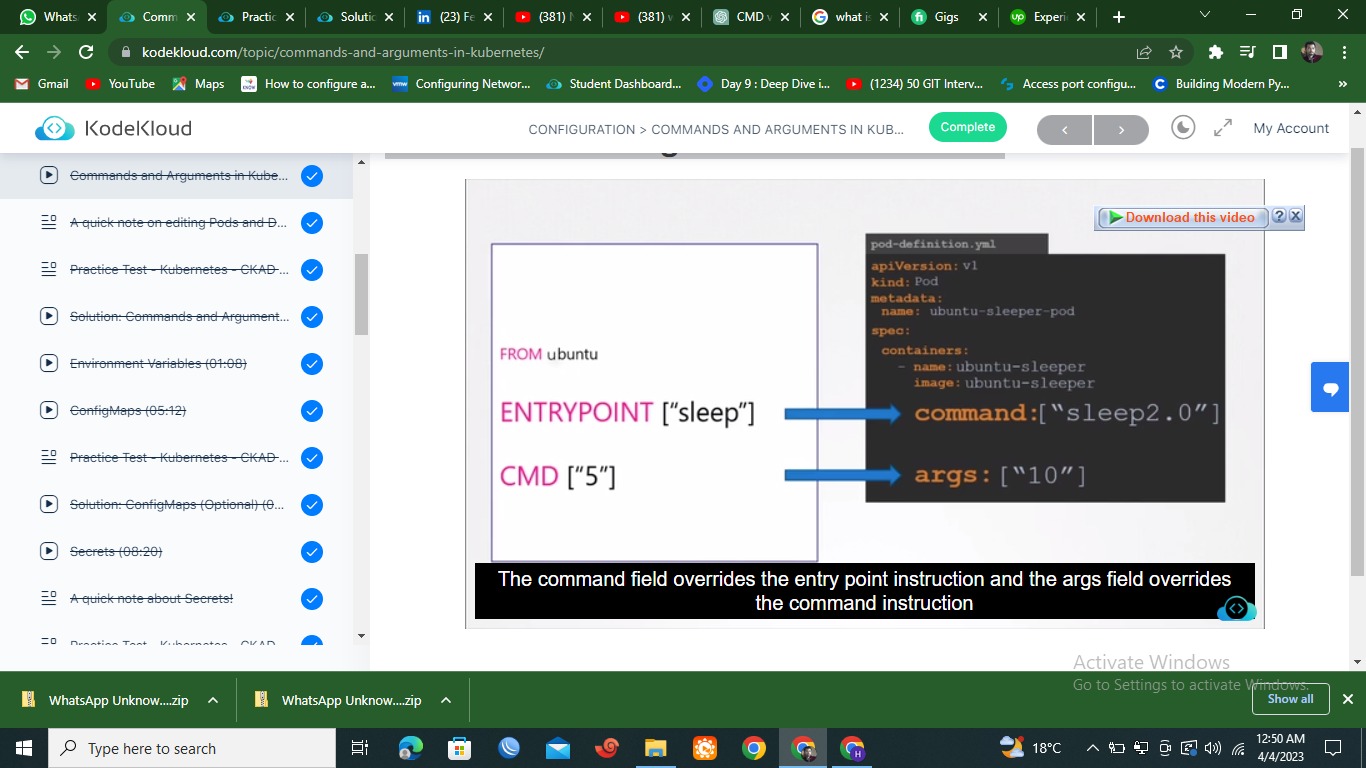 Whats
Comm
Practic
Solutic
(23) Fe
(381)
(381)
CMD v
what is
Gigs
Experi
kodekloud.com/topic/commands-and-arguments-in-kubernetes/
Gmail
YouTube
Maps
How to configure a...
Configuring Networ...
Student Dashboard...
Day 9 : Deep Dive i...
(1234) 50 GIT Interv...
Access port configu...
Building Modern Py...
»
KodeKloud
CONFIGURATION > COMMANDS AND ARGUMENTS IN KUB...
Complete
My Account
Commands and Arguments in Kube...
A quick note on editing Pods and D...
Practice Test - Kubernetes - CKAD ...
Solution: Commands and Argument...
Environment Variables (01:08)
ConfigMaps (05:12)
Practice Test - Kubernetes - CKAD ...
Solution: ConfigMaps (Optional) (0...
Secrets (08:20)
A quick note about Secrets!
Practice Test - Kubernetes - CKAD
Download this video
FROM ubuntu
ENTRYPOINT ["sleep"]
CMD ["5"]
pod-definition.yml
apiVersion: v1
kind: Pod
metadata:
name: ubuntu-sleeper-pod
spec:
containers:
- name: ubuntu-sleeper
image: ubuntu-sleeper
command:["sleep2.0"]
args: ["10"]
The command field overrides the entry point instruction and the args field overrides
the command instruction
Activate Windows
Go to Settings to activate Windows.
WhatsApp Unknow....zip
WhatsApp Unknow....zip
Show all
Type here to search
18°C
12:50 AM
4/4/2023